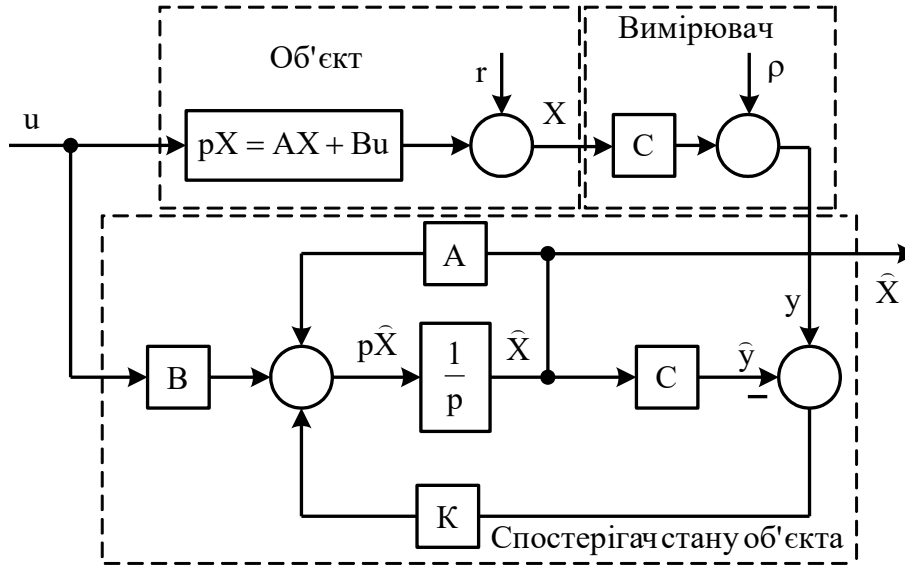 Об'єкт
Вимірювач
u
r
ρ
pX = AX + Bu
X
C
A
y
X̂
B
pX̂
1
p
X̂
C
ŷ
−
К
Спостерігач стану об'єкта